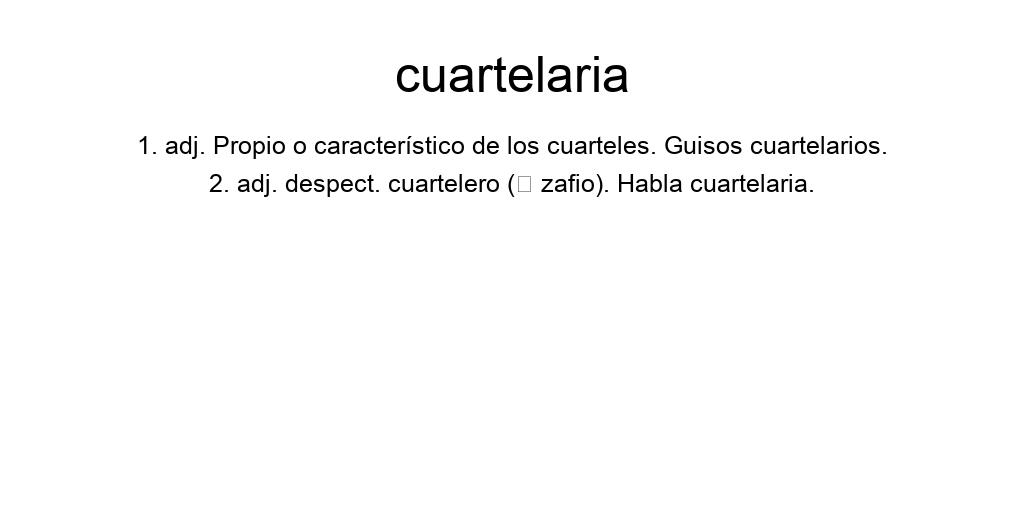 cuartelaria
1. adj. Propio o característico de los cuarteles. Guisos cuartelarios.
2. adj. despect. cuartelero (▯ zafio). Habla cuartelaria.